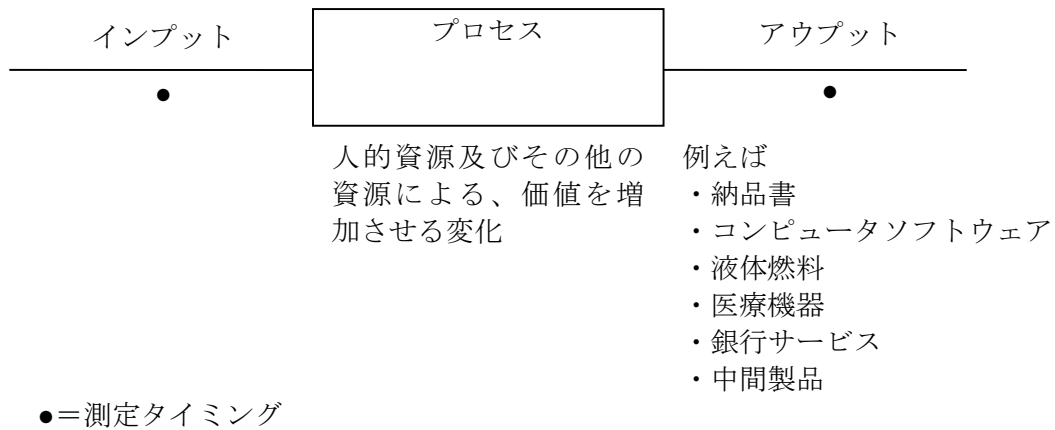 インプット
プロセス
アウプット
人的資源及びその他の
資源による、価値を増
加させる変化
例えば
・納品書
・コンピュータソフトウェア
・液体燃料
・医療機器
・銀行サービス
・中間製品
●＝測定タイミング